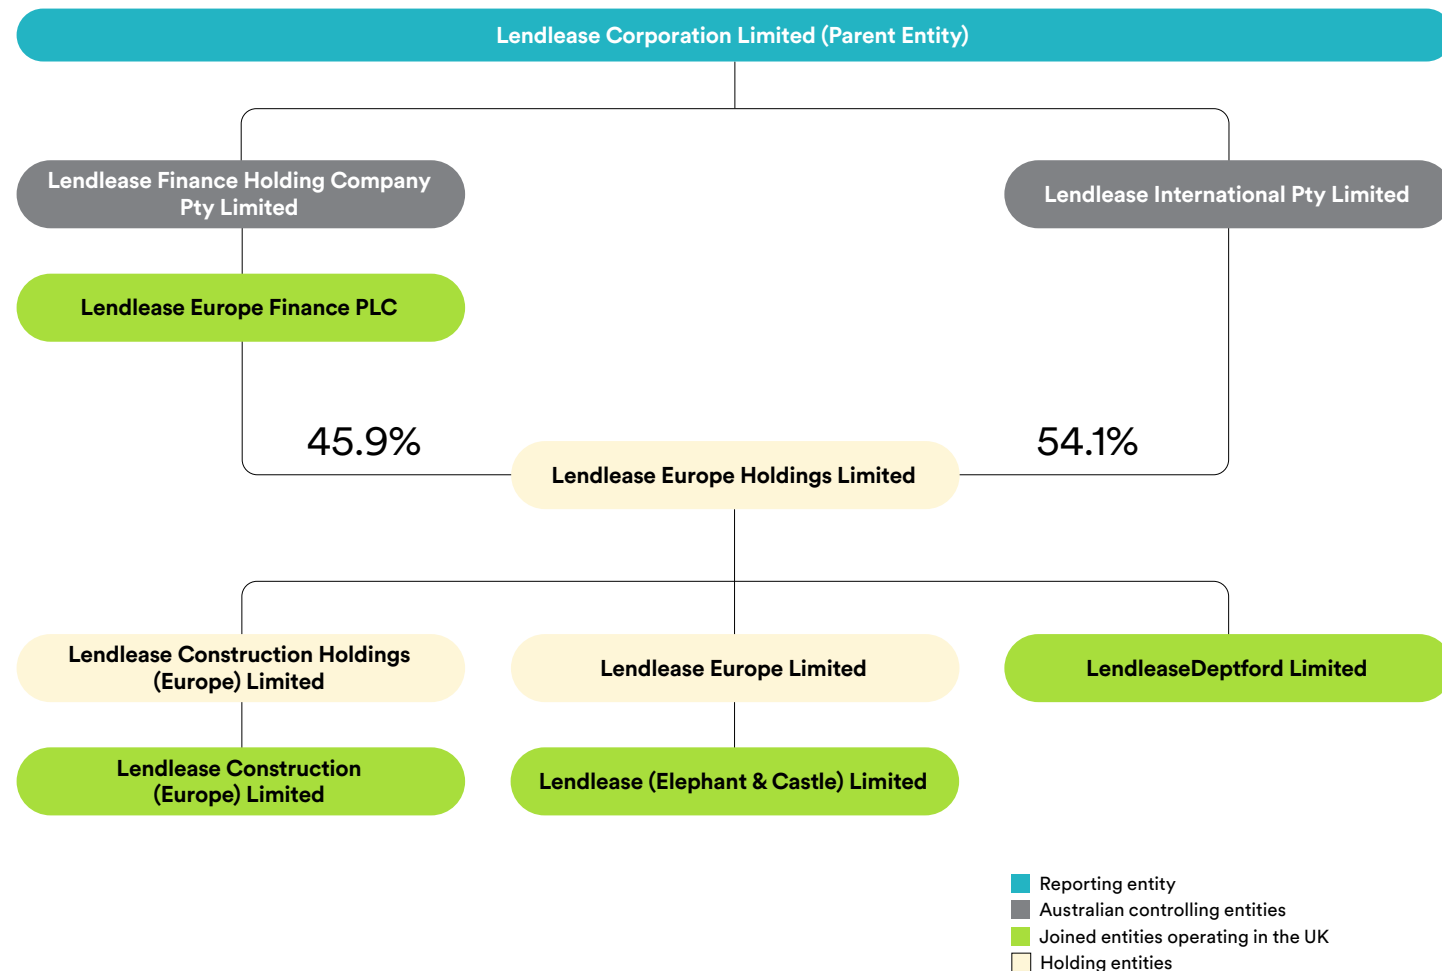 Lendlease Corporation Limited (Parent Entity)
Lendlease Finance Holding Company
Pty Limited
Lendlease International Pty Limited
Lendlease Europe Finance PLC
45.9%
54.1%
Lendlease Europe Holdings Limited
Lendlease Construction Holdings
(Europe) Limited
Lendlease Europe Limited
LendleaseDeptford Limited
Lendlease Construction
(Europe) Limited
Lendlease (Elephant & Castle) Limited
Reporting entity
Australian controlling entities
Joined entities operating in the UK
Holding entities